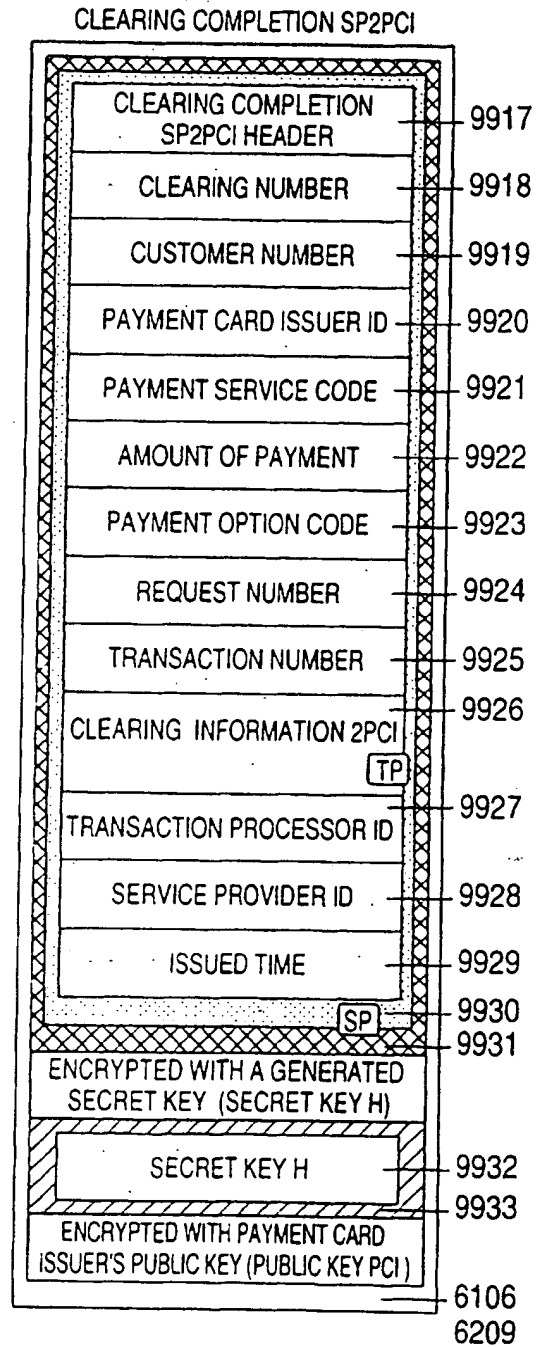 CLEARING COMPLETION SP2PCI
CLEARING COMPLETION
SP2PCI HEADER
9917
CLEARING NUMBER
9918
CUSTOMER NUMBER
9919
PAYMENT CARD ISSUER ID
9920
PAYMENT SERVICE CODE
9921
AMOUNT OF PAYMENT
9922
PAYMENT OPTION CODE
9923
REQUEST NUMBER
9924
TRANSACTION NUMBER
9925
9926
CLEARING INFORMATION 2PCI
TP
9927
TRANSACTION PROCESSOR ID
SERVICE PROVIDER ID
9928
ISSUED TIME
9929
SP
9930
9931
ENCRYPTED WITH A GENERATED
SECRET KEY (SECRET KEY H)
SECRET KEY H
9932
9933
ENCRYPTED WITH PAYMENT CARD
ISSUER'S PUBLIC KEY (PUBLIC KEY PCI)
6106
6209